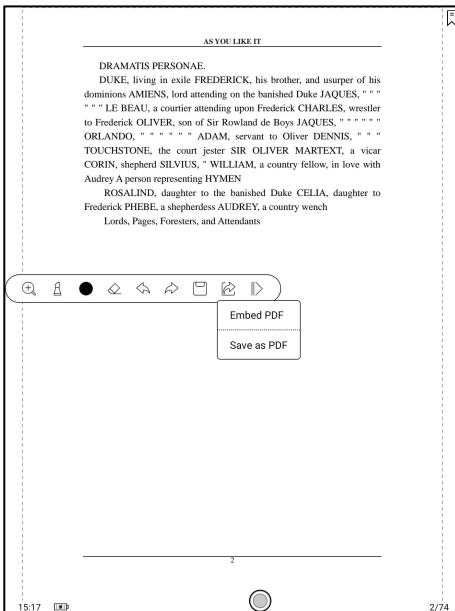 AS YOU LIKE IT
DRAMATIS PERSONAE.
DUKE, living in exile FREDERICK, his brother, and usurper of his
dominions AMIENS, lord attending on the banished Duke JAQUES, " " "
" " " LE BEAU, a courtier attending upon Frederick CHARLES, wrestler
to Frederick OLIVER, son of Sir Rowland de Boys JAQUES, " " " " " "
ORLANDO, " " " " " " ADAM, servant to Oliver DENNIS, " " "
TOUCHSTONE, the court jester SIR OLIVER MARTEXT, a vicar
CORIN, shepherd SILVIUS, " WILLIAM, a country fellow, in love with
Audrey A person representing HYMEN
ROSALIND, daughter to the banished Duke CELIA, daughter to
Frederick PHEBE, a shepherdess AUDREY, a country wench
Lords, Pages, Foresters, and Attendants
Embed PDF
Save as PDF
2
15:17
2/74